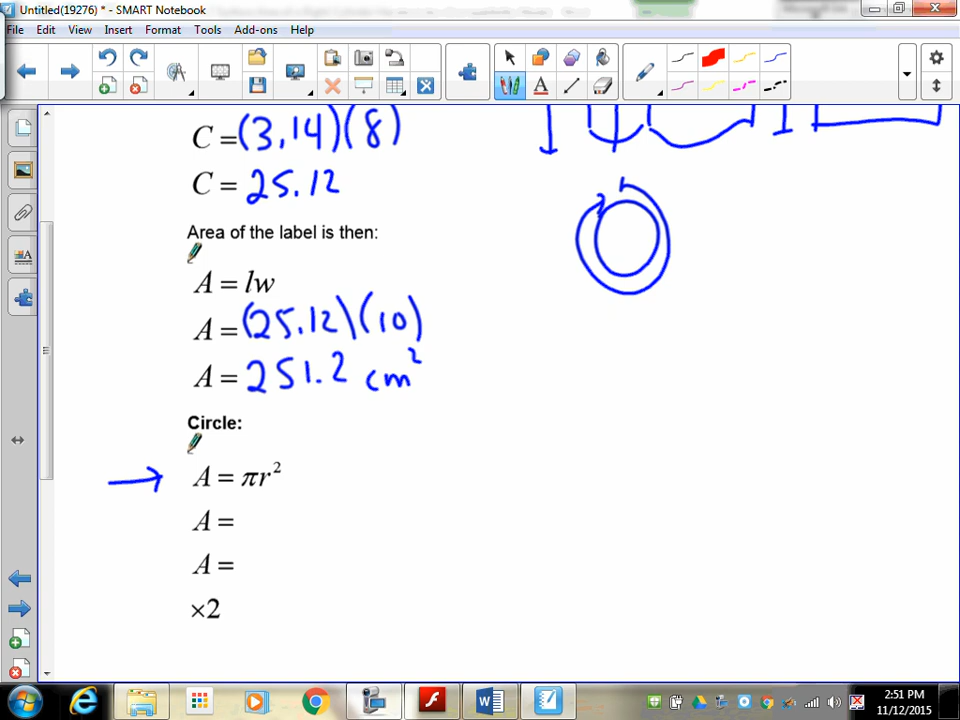 Untitled(19276) * - SMART Notebook
File Edit View Insert Format Tools Add-ons Help
C = (3.14)(8)
C = 25.12
Area of the label is then:
A = lw
A = (25.12)(10)
A = 251.2 cm²
Circle:
A = πr²
A =
A =
×2
2:51 PM
11/12/2015